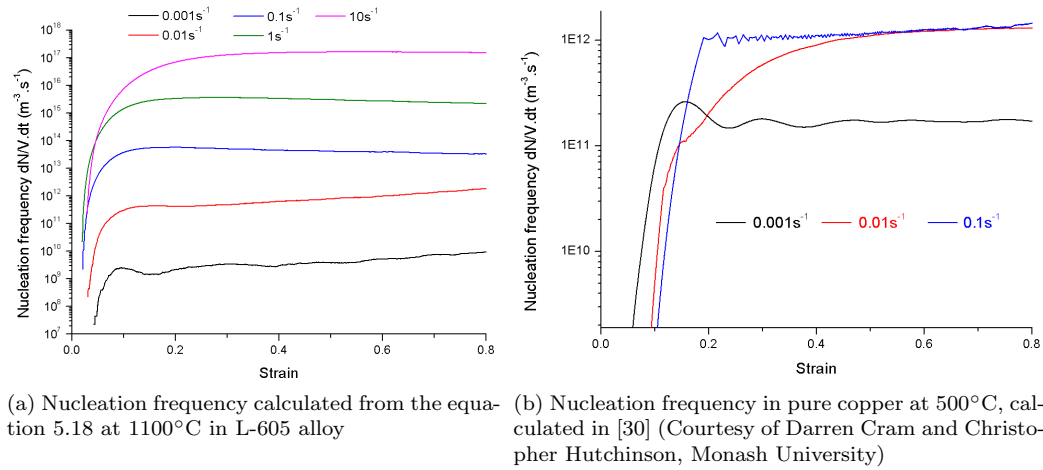 0.001s⁻¹ 0.1s⁻¹ 10s⁻¹
0.01s⁻¹ 1s⁻¹
Nucleation frequency dN/V.dt (m⁻³.s⁻¹)
10¹⁸
10¹⁷
10¹⁶
10¹⁵
10¹⁴
10¹³
10¹²
10¹¹
10¹⁰
10⁹
10⁸
10⁷
0.0 0.2 0.4 0.6 0.8
Strain
(a) Nucleation frequency calculated from the equa-
tion 5.18 at 1100°C in L-605 alloy
Nucleation frequency dN/V.dt (m⁻³.s⁻¹)
1E12
1E11
1E10
0.001s⁻¹ 0.01s⁻¹ 0.1s⁻¹
0.0 0.2 0.4 0.6 0.8
Strain
(b) Nucleation frequency in pure copper at 500°C, cal-
culated in [30] (Courtesy of Darren Cram and Christo-
pher Hutchinson, Monash University)